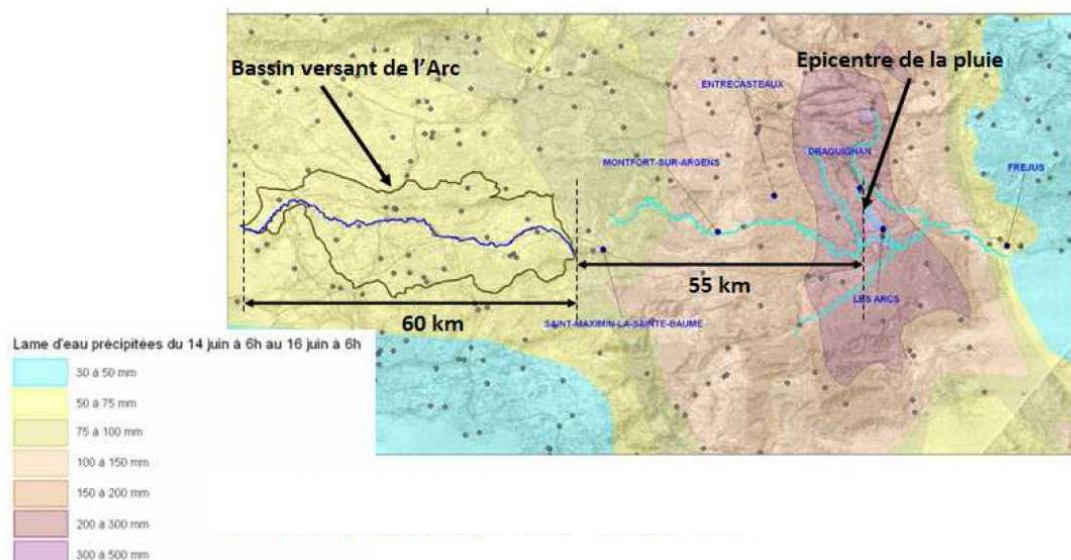 Bassin versant de l'Arc
Epicentre de la pluie
ENTRECASTEAUX
MONTFORT-SUR-ARGENS
DRAGUIGNAN
FREJUS
55 km
LES ARCS
60 km
SAINT-MAXIMIN-LA-SAINTE-BAUME
Lame d'eau précipitées du 14 juin à 6h au 16 juin à 6h
30 à 50 mm
50 à 75 mm
75 à 100 mm
100 à 150 mm
150 à 200 mm
200 à 300 mm
300 à 500 mm